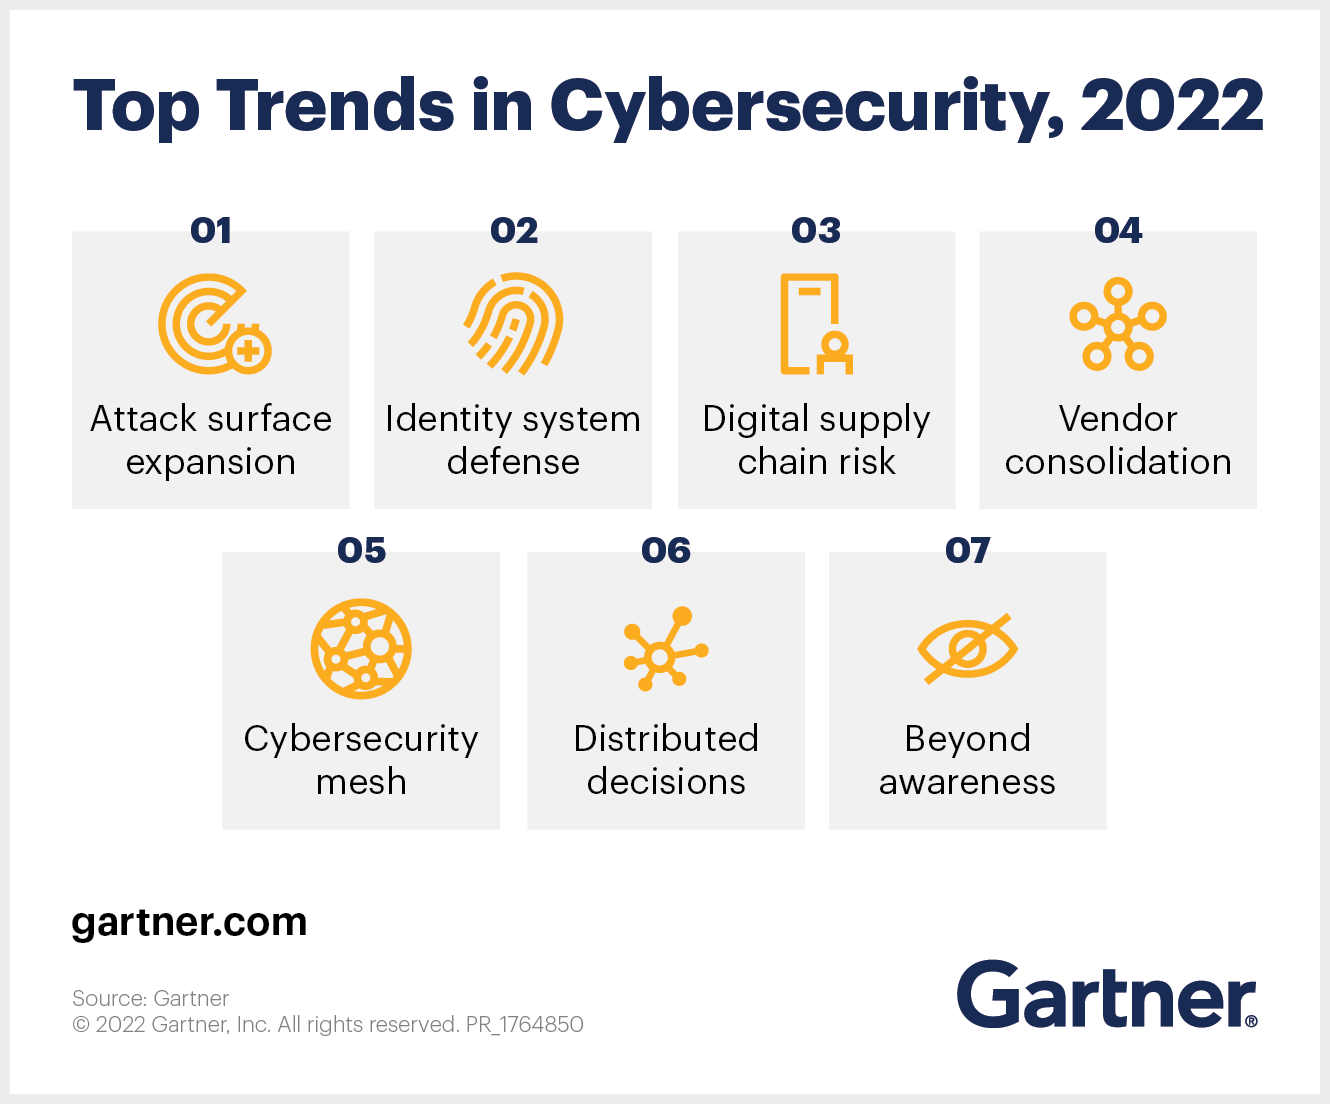 Top Trends in Cybersecurity, 2022
01
Attack surface
expansion
02
Identity system
defense
03
Digital supply
chain risk
04
Vendor
consolidation
05
Cybersecurity
mesh
06
Distributed
decisions
07
Beyond
awareness
gartner.com
Source: Gartner
© 2022 Gartner, Inc. All rights reserved. PR_1764850
Gartner®